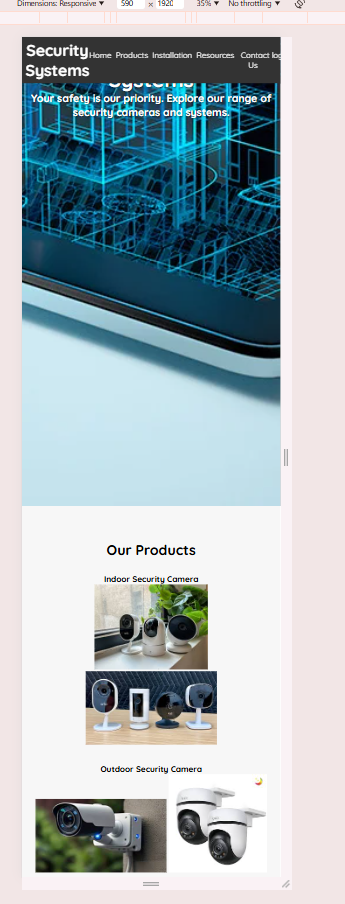 Dimensions: Responsive ▼ 590 × 1920 35% ▼ No throttling ▼
Security
Systems
Home Products Installation Resources Contact log
Us
Systems
Your safety is our priority. Explore our range of
security cameras and systems.
Our Products
Indoor Security Camera
Outdoor Security Camera